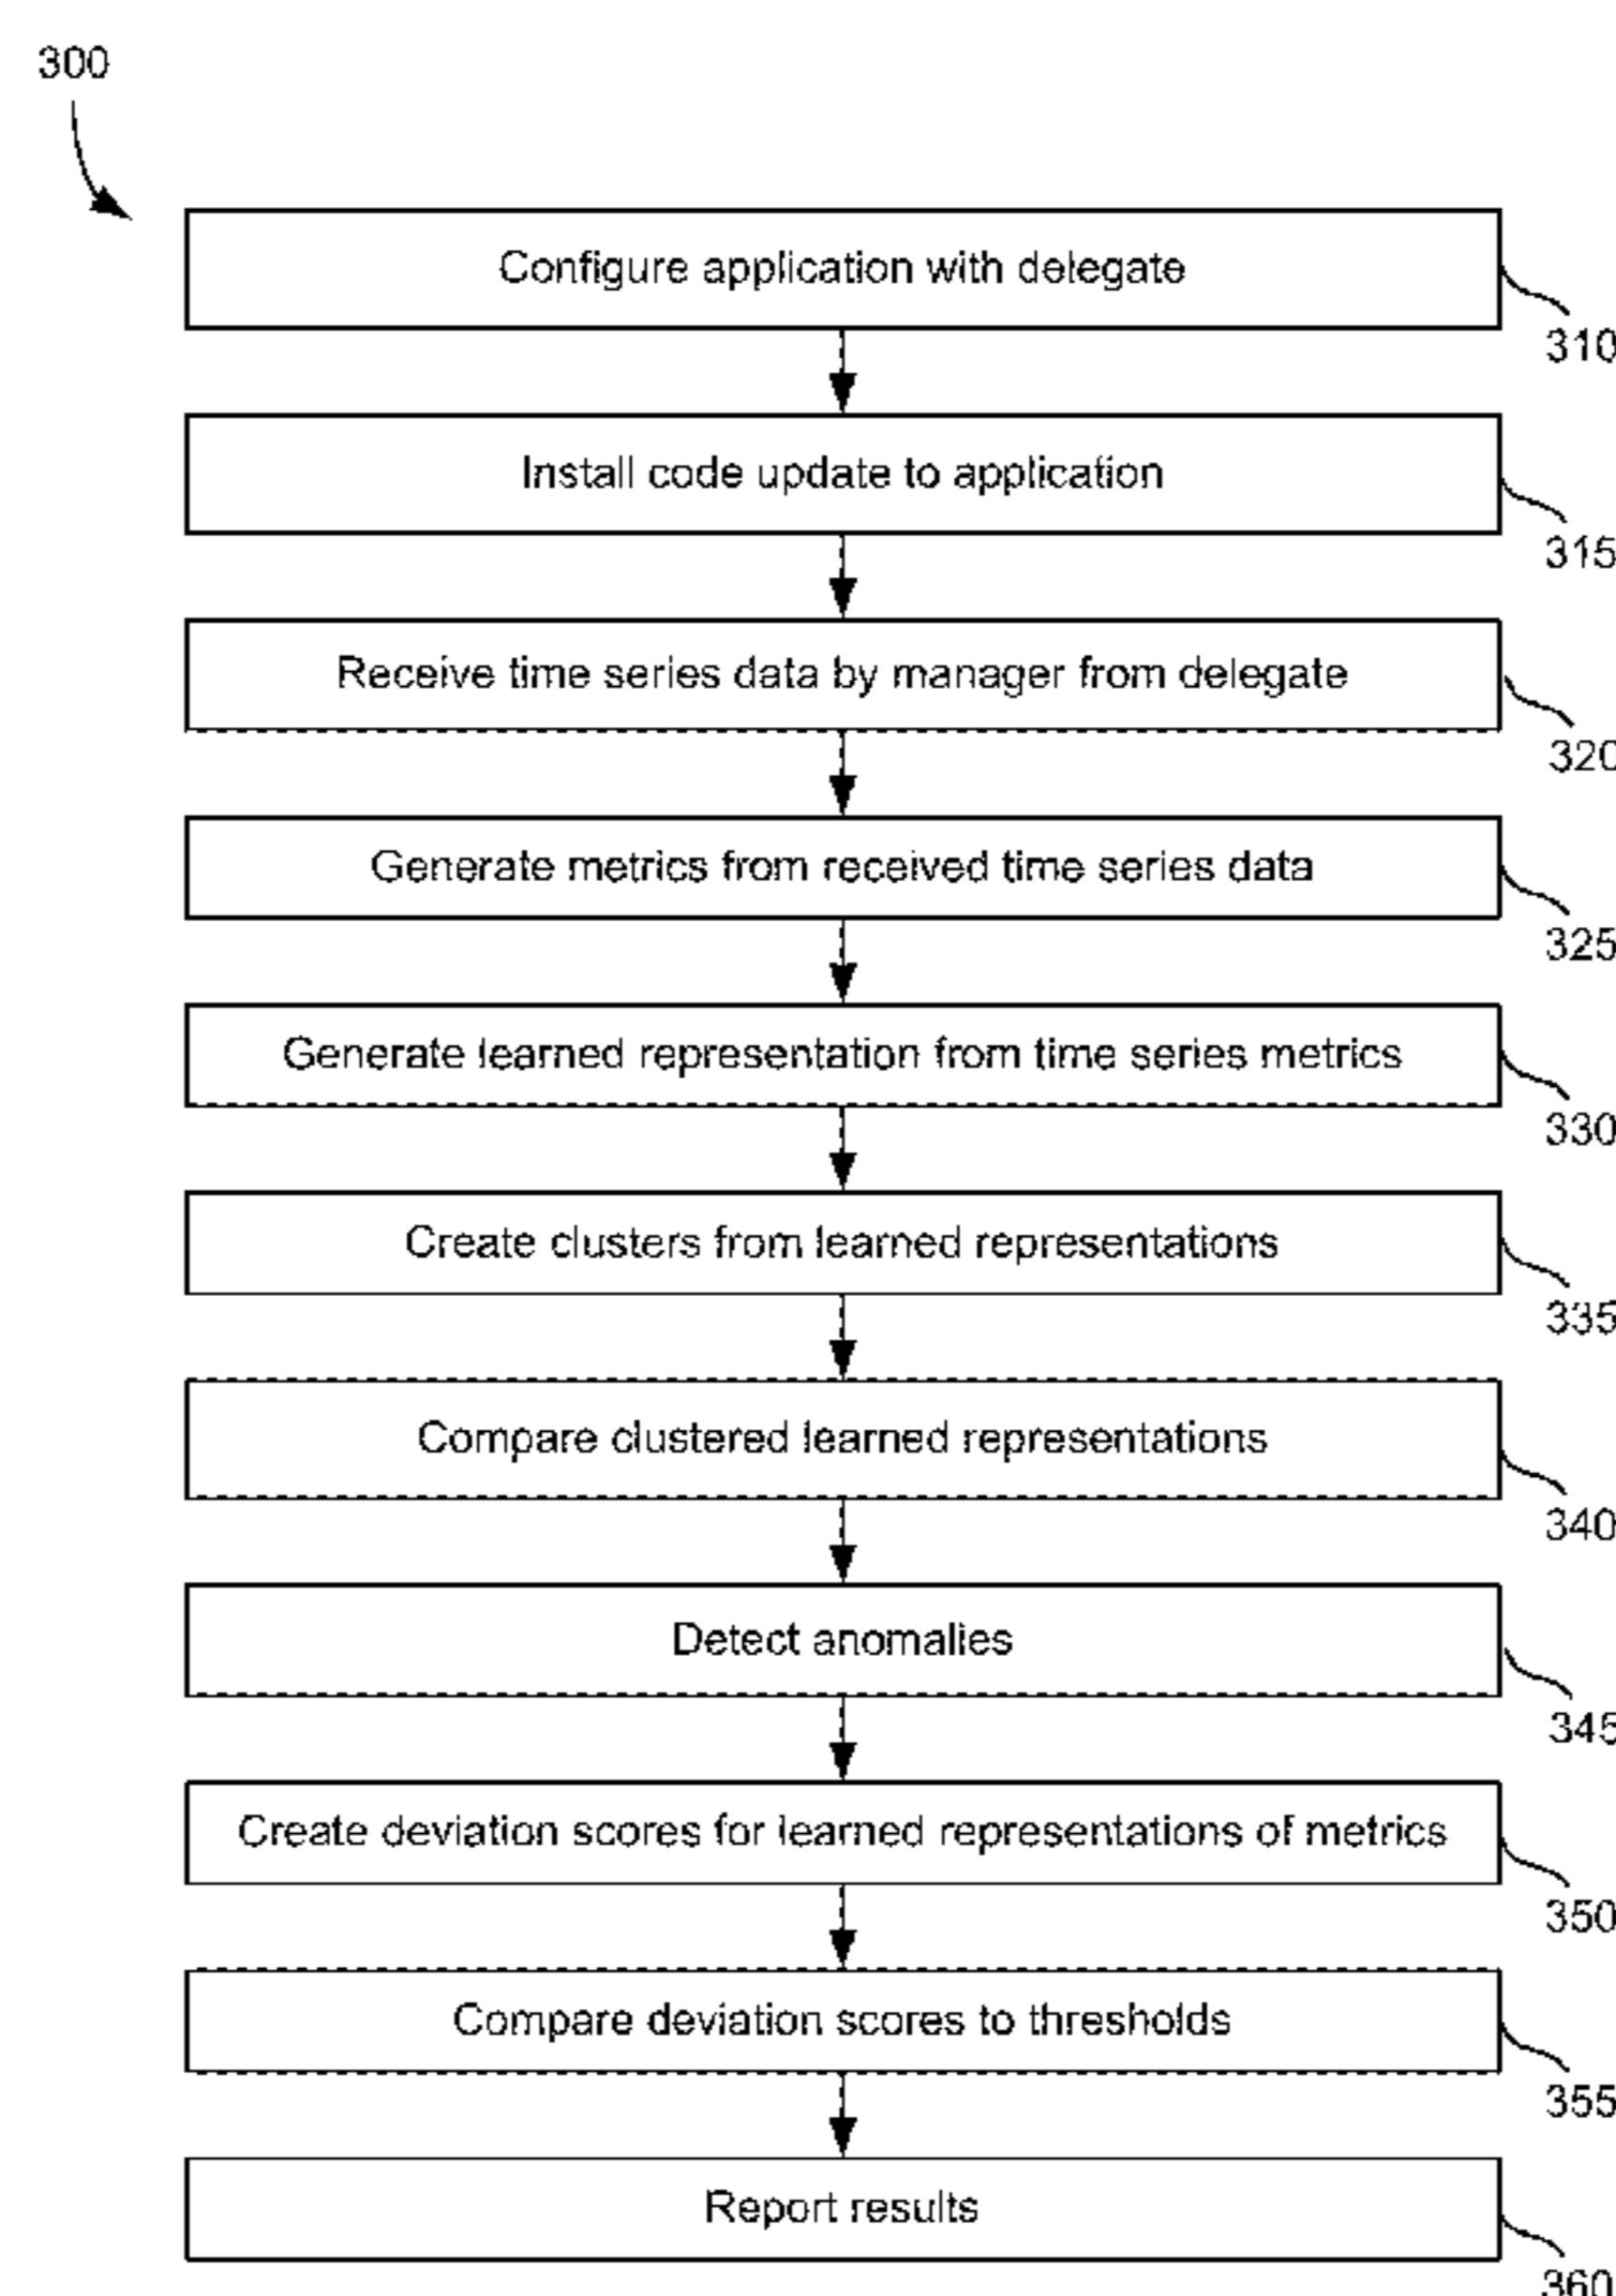 300
Configure application with delegate
310
Install code update to application
315
Receive time series data by manager from delegate
320
Generate metrics from received time series data
325
Generate learned representation from time series metrics
330
Create clusters from learned representations
335
Compare clustered learned representations
340
Detect anomalies
345
Create deviation scores for learned representations of metrics
350
Compare deviation scores to thresholds
355
Report results
360